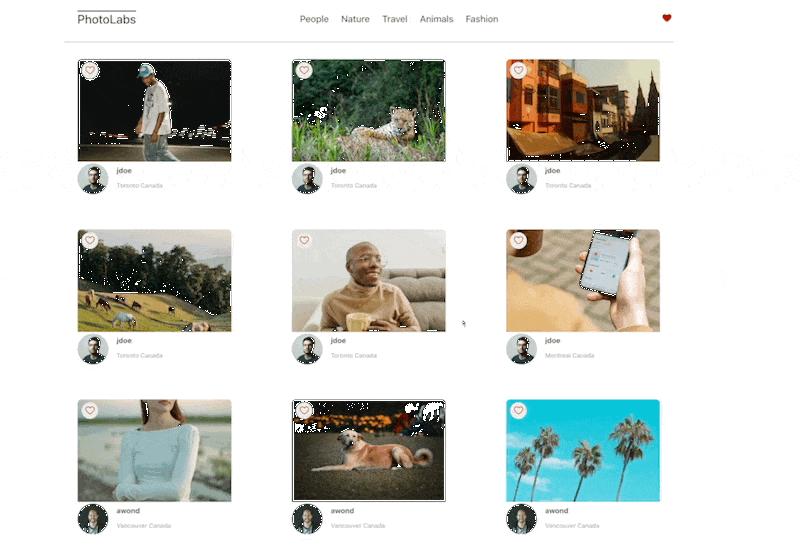 PhotoLabs
People Nature Travel Animals Fashion
jdoe
Toronto Canada
jdoe
Toronto Canada
jdoe
Toronto Canada
jdoe
Toronto Canada
jdoe
Toronto Canada
jdoe
Montreal Canada
awond
Vancouver Canada
awond
Vancouver Canada
awond
Vancouver Canada